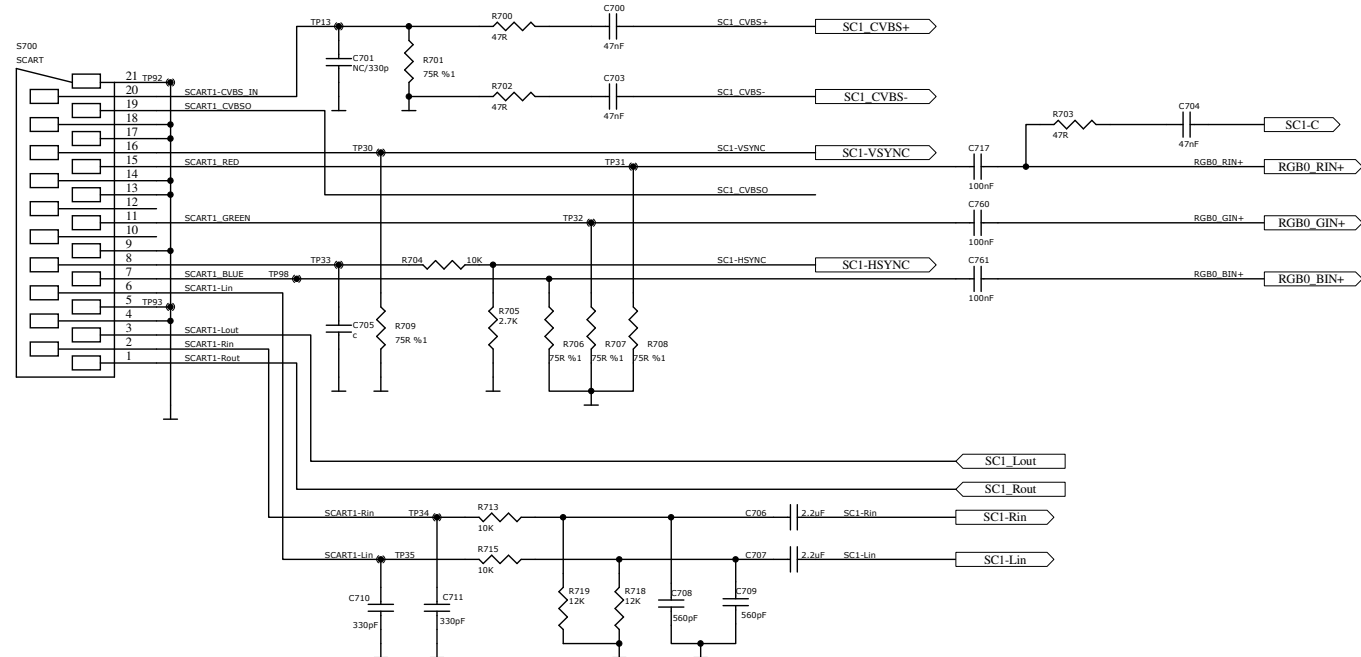 C700
R700
TP13
SC1_CVBS+
SC1_CVBS+
47R
47nF
S700
SCART
C701
NC/330p
R701
75R %1
R702
C703
SC1_CVBS-
SC1_CVBS-
47R
47nF
21 TP92
20 SCART1-CVBS_IN
19 SCART1_CVBSO
18
17
16 TP30 SC1-VSYNC SC1-VSYNC
15 SCART1_RED TP31
14
13 SC1_CVBSO
12
11 SCART1_GREEN TP32
10
9
8 TP33 R704 10K SC1-HSYNC SC1-HSYNC
7 SCART1_BLUE TP98
6 SCART1-Lin
5 TP93
4
3 SCART1-Lout
2 SCART1-Rin
1 SCART1-Rout
R703
47R
C704
47nF
SC1-C
C717
100nF
RGB0_RIN+
RGB0_RIN+
C760
100nF
RGB0_GIN+
RGB0_GIN+
C761
100nF
RGB0_BIN+
RGB0_BIN+
C705
c
R709
75R %1
R705
2.7K
R706
75R %1
R707
75R %1
R708
75R %1
SC1_Lout
SC1_Rout
SCART1-Rin
TP34
R713
10K
C706
2.2uF
SC1-Rin
SC1-Rin
SCART1-Lin
TP35
R715
10K
C707
2.2uF
SC1-Lin
SC1-Lin
C710
330pF
C711
330pF
R719
12K
R718
12K
C708
560pF
C709
560pF